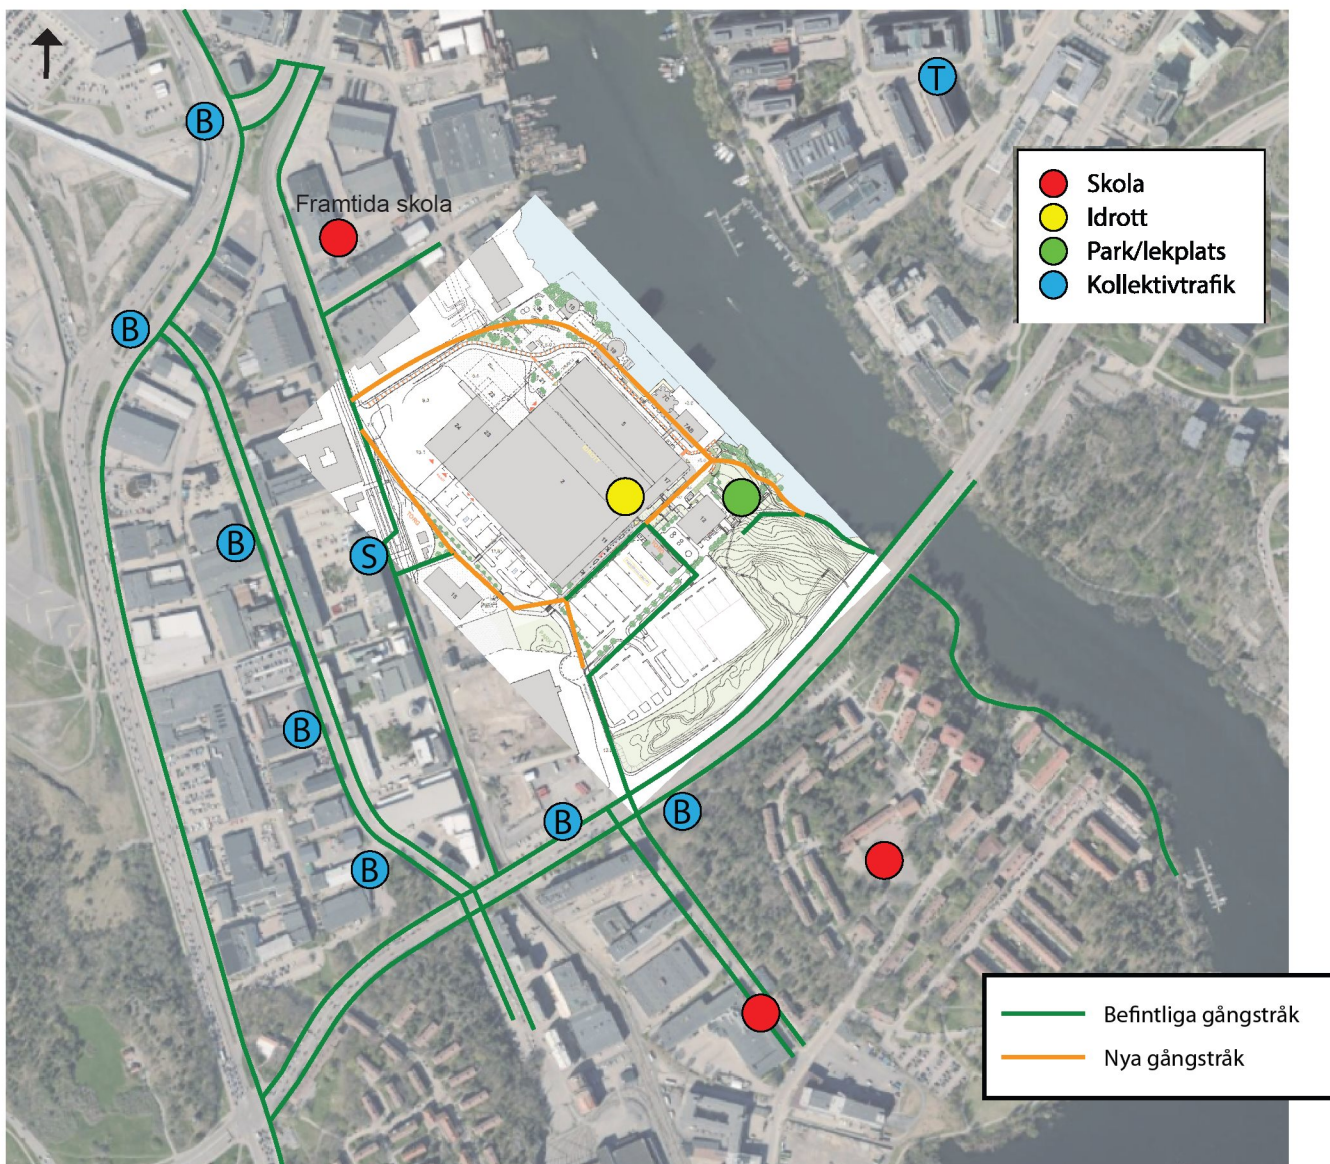 T
B
Skola
Idrott
Park/lekplats
Kollektivtrafik
Framtida skola
B
B
S
B
B
B
B
Befintliga gångstråk
Nya gångstråk